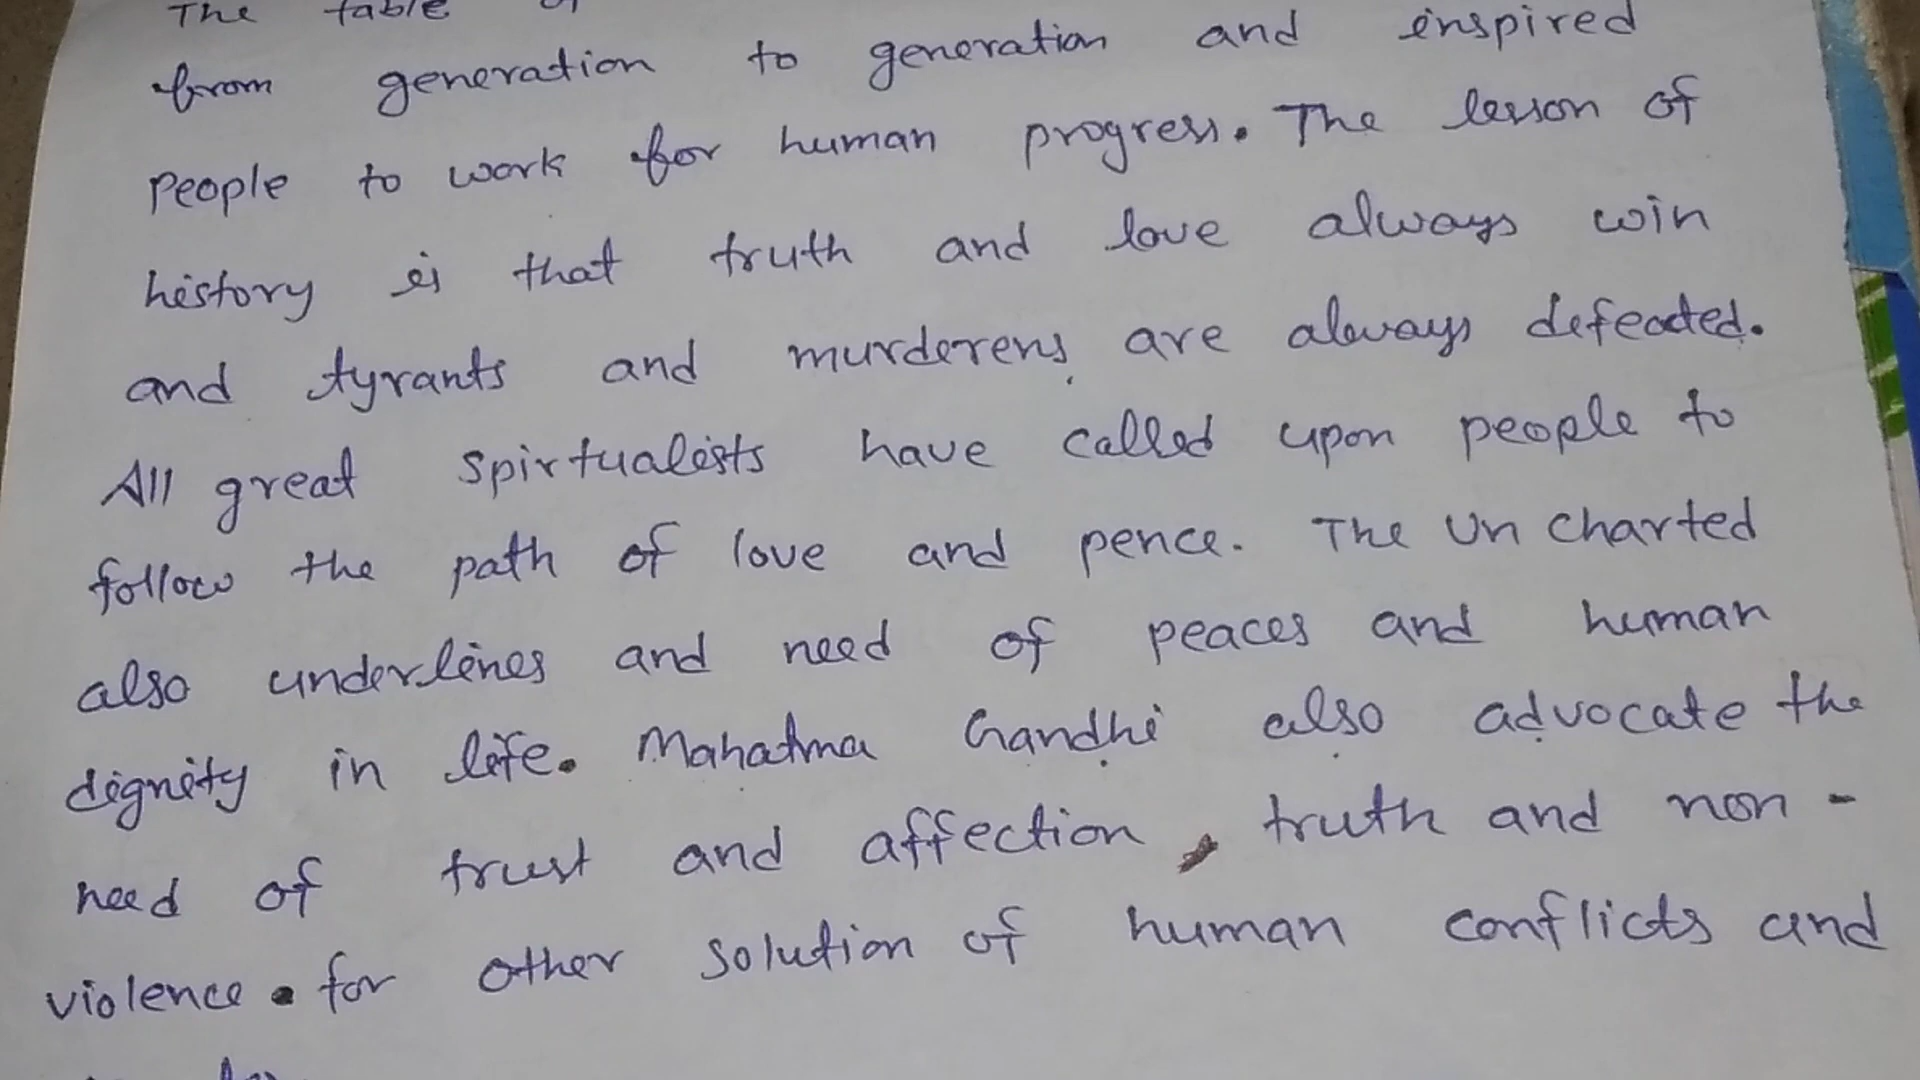 The table of
from generation to generation and inspired
People to work for human progress. The lesson of
history is that truth and love always win
and tyrants and murderers are always defeated.
All great spirtualists have called upon people to
follow the path of love and pence. The Un charted
also underlines and need of peaces and human
dignity in life. Mahatma Gandhi also advocate the
need of trust and affection, truth and non-
violence. for other solution of human conflicts and